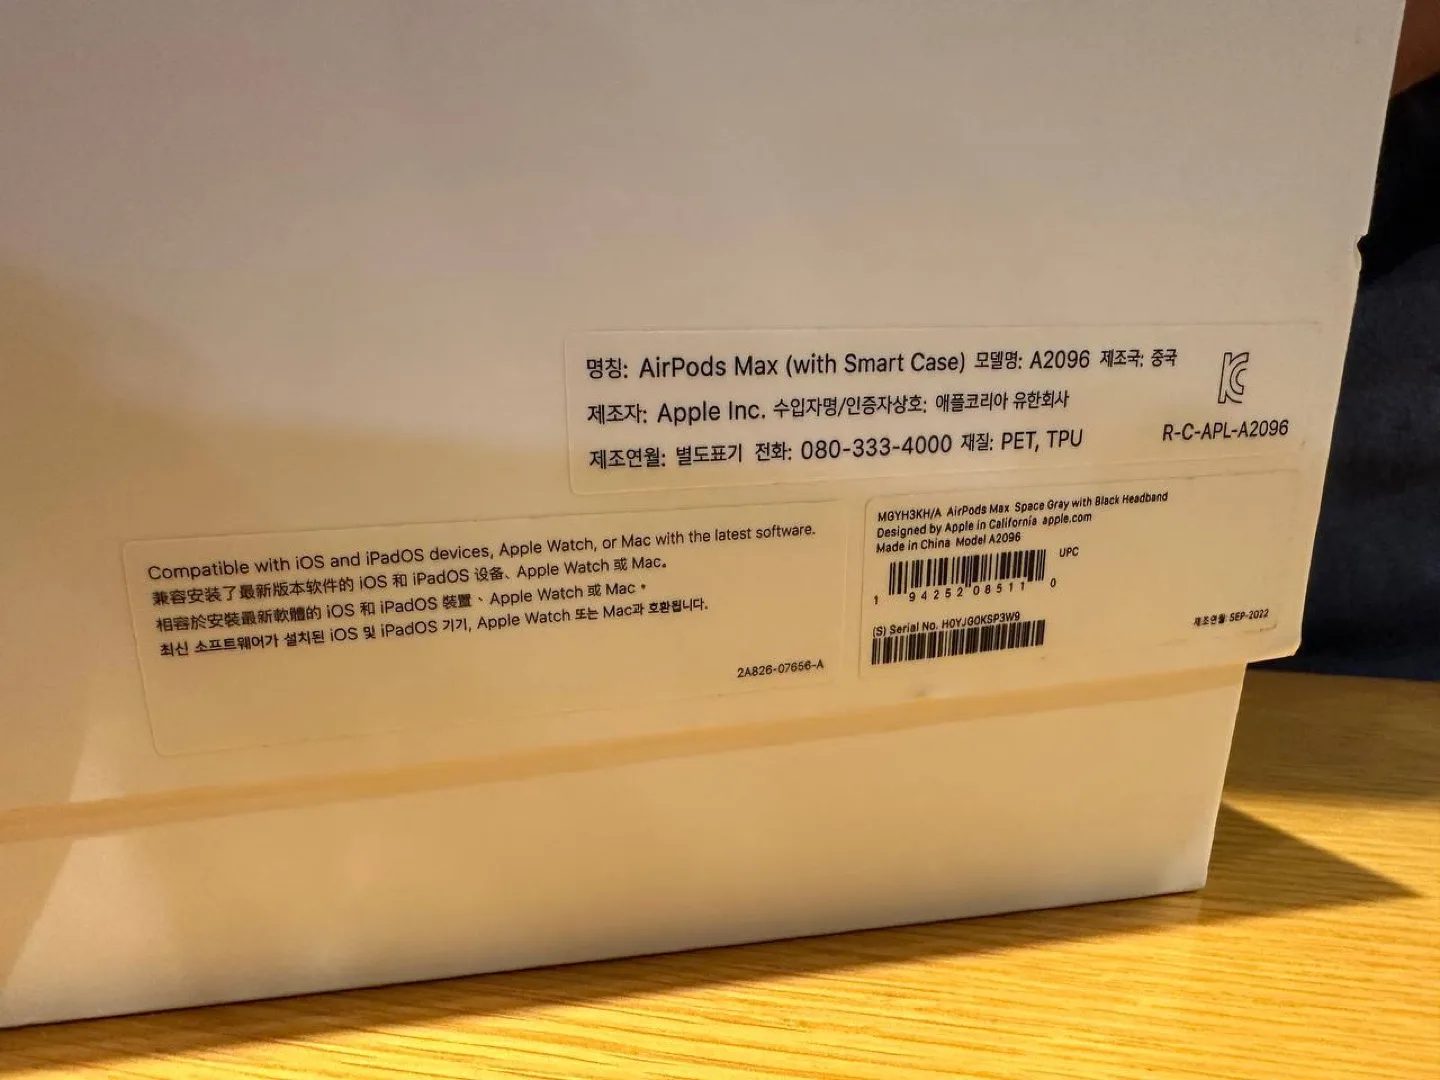 명칭: AirPods Max (with Smart Case) 모델명: A2096 제조국: 중국
제조자: Apple Inc. 수입자명/인증자상호: 애플코리아 유한회사
제조연월: 별도표기 전화: 080-333-4000 재질: PET, TPU
R-C-APL-A2096
Compatible with iOS and iPadOS devices, Apple Watch, or Mac with the latest software.
兼容安装了最新版本软件的 iOS 和 iPadOS 设备、Apple Watch 或 Mac。
相容於安裝最新軟體的 iOS 和 iPadOS 裝置、Apple Watch 或 Mac。
최신 소프트웨어가 설치된 iOS 및 iPadOS 기기, Apple Watch 또는 Mac과 호환됩니다.
2A826-07656-A
MGYH3KH/A AirPods Max Space Gray with Black Headband
Designed by Apple in California apple.com
Made in China Model A2096
UPC
1 94252 08511 0
(S) Serial No. H0YJG0KSP3W9
제조연월: SEP-2022